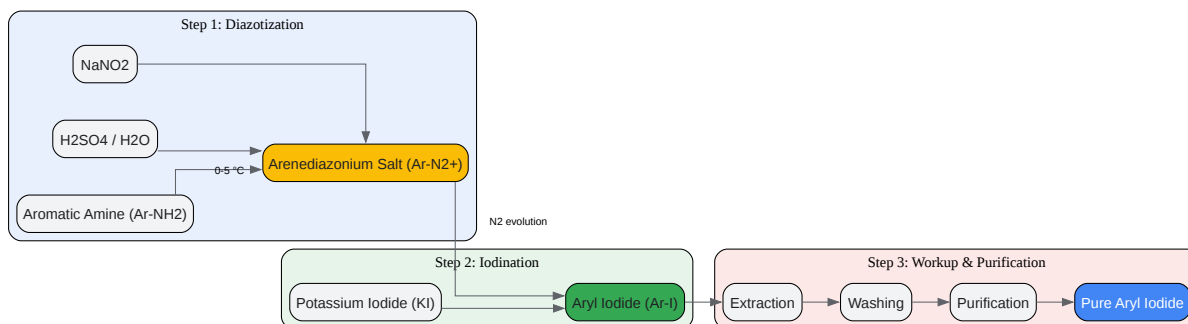 Step 1: Diazotization
NaNO2
H2SO4 / H2O
Arenediazonium Salt (Ar-N2+)
0-5 °C
Aromatic Amine (Ar-NH2)
N2 evolution
Step 2: Iodination
Potassium Iodide (KI)
Aryl Iodide (Ar-I)
Step 3: Workup & Purification
Extraction
Washing
Purification
Pure Aryl Iodide